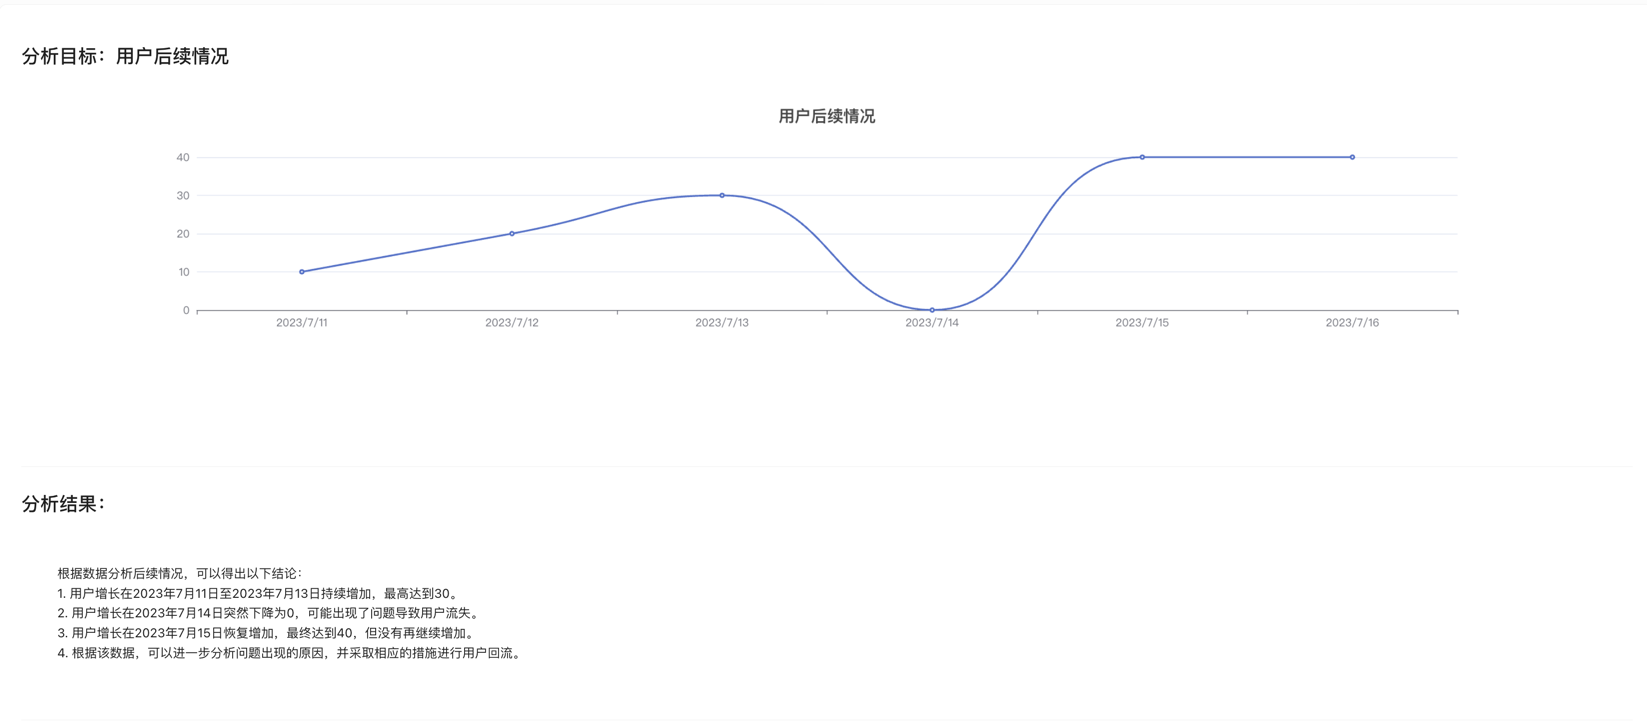 分析目标：用户后续情况
用户后续情况
40
30
20
10
0
2023/7/11 2023/7/12 2023/7/13 2023/7/14 2023/7/15 2023/7/16
分析结果：
根据数据分析后续情况，可以得出以下结论：
1. 用户增长在2023年7月11日至2023年7月13日持续增加，最高达到30。
2. 用户增长在2023年7月14日突然下降为0，可能出现了问题导致用户流失。
3. 用户增长在2023年7月15日恢复增加，最终达到40，但没有再继续增加。
4. 根据该数据，可以进一步分析问题出现的原因，并采取相应的措施进行用户回流。